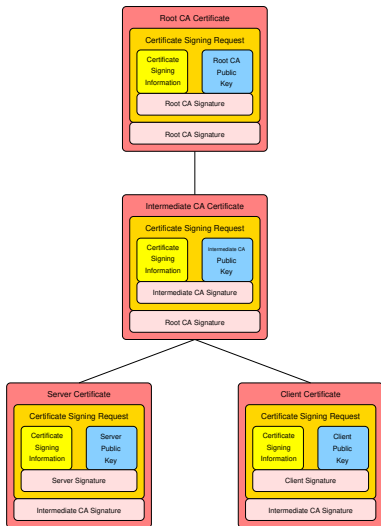 Root CA Certificate
Certificate Signing Request
Certificate Root CA
Signing Public
Information Key
Root CA Signature
Root CA Signature
Intermediate CA Certificate
Certificate Signing Request
Certificate Intermediate CA
Signing Public
Information Key
Intermediate CA Signature
Root CA Signature
Server Certificate
Certificate Signing Request
Certificate Server
Signing Public
Information Key
Server Signature
Intermediate CA Signature
Client Certificate
Certificate Signing Request
Certificate Client
Signing Public
Information Key
Client Signature
Intermediate CA Signature